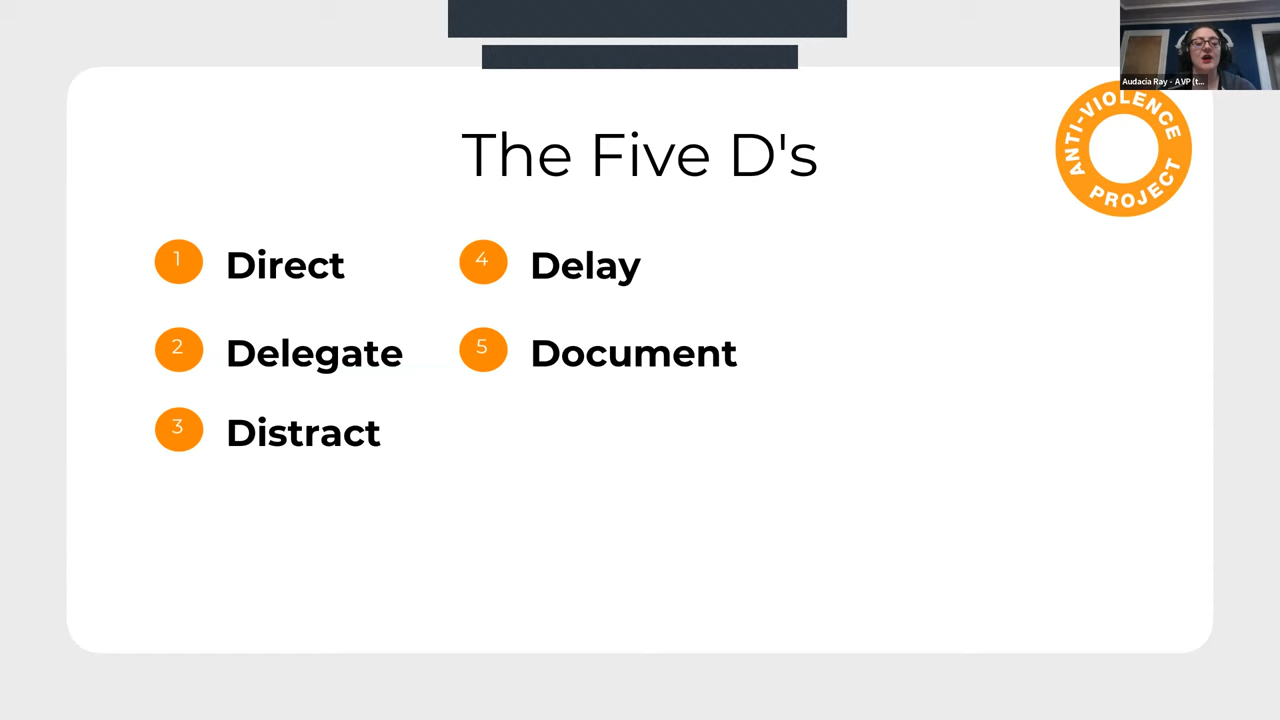 The Five D's
1 Direct
2 Delegate
3 Distract
4 Delay
5 Document
ANTI-VIOLENCE
PROJECT
Audacia Ray - AVP (t...